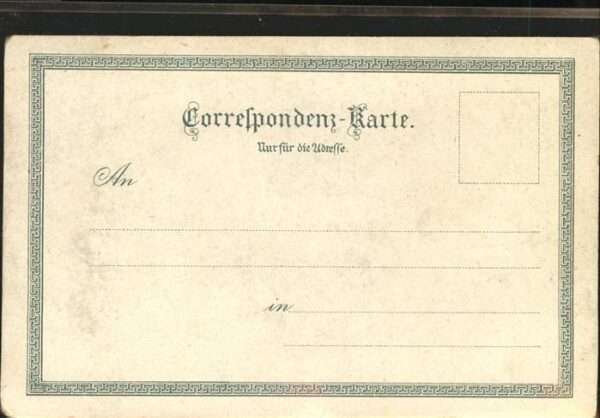 Correſpondenz-Karte.
Nur für die Adreſſe.
An
in